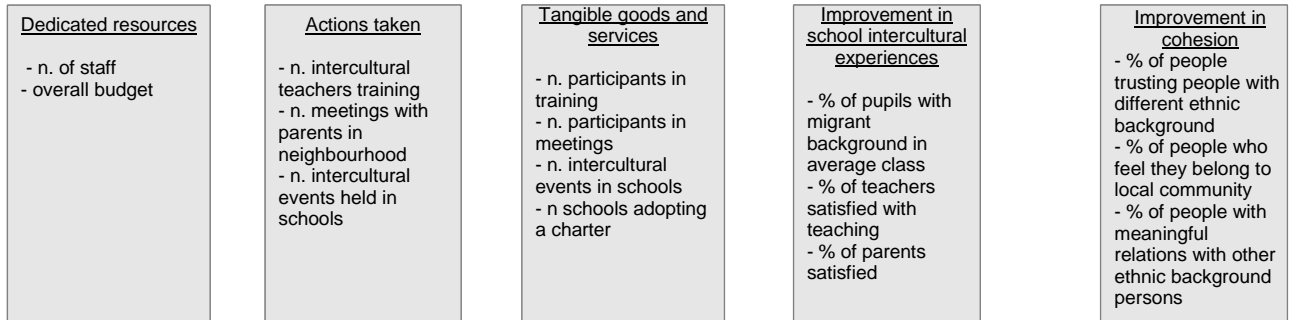 Dedicated resources
- n. of staff
- overall budget
Actions taken
- n. intercultural
teachers training
- n. meetings with
parents in
neighbourhood
- n. intercultural
events held in
schools
Tangible goods and
services
- n. participants in
training
- n. participants in
meetings
- n. intercultural
events in schools
- n schools adopting
a charter
Improvement in
school intercultural
experiences
- % of pupils with
migrant
background in
average class
- % of teachers
satisfied with
teaching
- % of parents
satisfied
Improvement in
cohesion
- % of people
trusting people with
different ethnic
background
- % of people who
feel they belong to
local community
- % of people with
meaningful
relations with other
ethnic background
persons